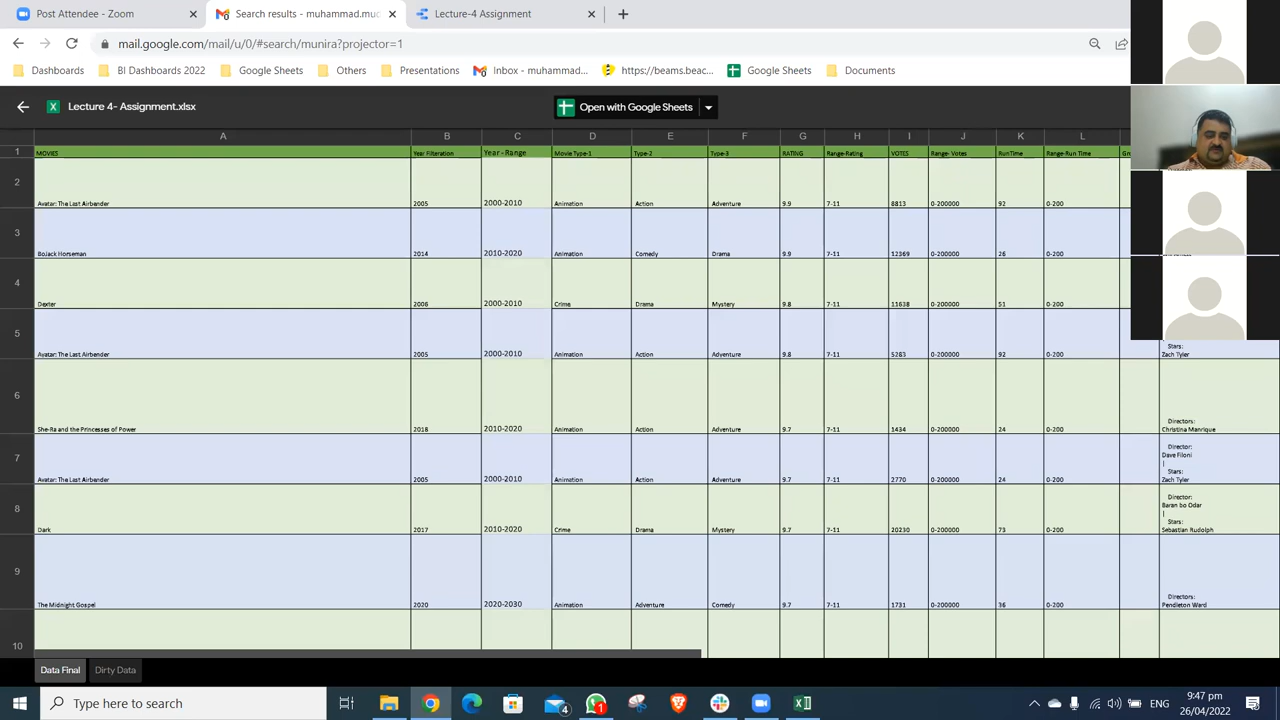 Post Attendee - Zoom
Search results - muhammad.muc
Lecture-4 Assignment
mail.google.com/mail/u/0/#search/munira?projector=1
Dashboards
BI Dashboards 2022
Google Sheets
Others
Presentations
Inbox - muhammad...
https://beams.beac...
Google Sheets
Documents
Lecture 4- Assignment.xlsx
Open with Google Sheets
A B C D E F G H I J K L
1 MOVIES Year Filteration Year - Range Movie Type-1 Type-2 Type-3 RATING Range-Rating VOTES Range- Votes RunTime Range-Run Time
2 Avatar: The Last Airbender 2005 2000-2010 Animation Action Adventure 9.9 7-11 8813 0-200000 92 0-200
3 BoJack Horseman 2014 2010-2020 Animation Comedy Drama 9.9 7-11 12369 0-200000 26 0-200
4 Dexter 2006 2000-2010 Crime Drama Mystery 9.8 7-11 11638 0-200000 51 0-200
Stars:
5 Avatar: The Last Airbender 2005 2000-2010 Animation Action Adventure 9.8 7-11 5283 0-200000 92 0-200 Zach Tyler
Directors:
6 She-Ra and the Princesses of Power 2018 2010-2020 Animation Action Adventure 9.7 7-11 1434 0-200000 24 0-200 Christina Manrique
Director:
Dave Filoni
|
Stars:
7 Avatar: The Last Airbender 2005 2000-2010 Animation Action Adventure 9.7 7-11 2770 0-200000 24 0-200 Zach Tyler
Director:
Baran bo Odar
|
Stars:
8 Dark 2017 2010-2020 Crime Drama Mystery 9.7 7-11 20230 0-200000 73 0-200 Sebastian Rudolph
Directors:
9 The Midnight Gospel 2020 2020-2030 Animation Adventure Comedy 9.7 7-11 1731 0-200000 36 0-200 Pendleton Ward
10
Data Final
Dirty Data
Type here to search
4
1
ENG
9:47 pm
26/04/2022